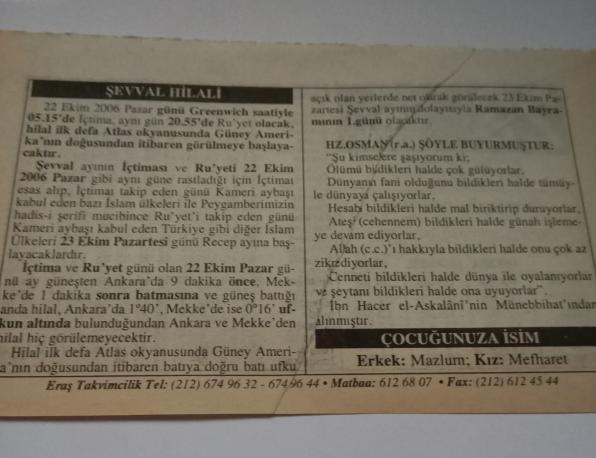 ŞEVVAL HİLALİ
22 Ekim 2006 Pazar günü Greenwich saatiyle
05.15'de İçtima, aynı gün 20.55'de Ru'yet olacak,
hilal ilk defa Atlas okyanusunda Güney Ameri-
ka'nın doğusundan itibaren görülmeye başlaya-
caktır.
Şevval ayının İçtiması ve Ru'yeti 22 Ekim
2006 Pazar gibi aynı güne rastladığı için İçtimaı
esas alıp, İçtimaı takip eden günü Kameri aybaşı
kabul eden bazı İslam ülkeleri ile Peygamberimizin
hadis-i şerifi mucibince Ru'yet'i takip eden günü
Kameri aybaşı kabul eden Türkiye gibi diğer İslam
Ülkeleri 23 Ekim Pazartesi günü Recep ayına baş-
layacaklardır.
İçtima ve Ru'yet günü olan 22 Ekim Pazar gü-
nü ay güneşten Ankara'da 9 dakika önce, Mek-
ke'de 1 dakika sonra batmasına ve güneş battığı
anda hilal, Ankara'da 1°40', Mekke'de ise 0°16' uf-
kun altında bulunduğundan Ankara ve Mekke'den
hilal hiç görülemeyecektir.
Hilal ilk defa Atlas okyanusunda Güney Ameri-
ka'nın doğusundan itibaren batıya doğru batı ufku
açık olan yerlerde net olarak görülecek 23 Ekim Pa-
zartesi Şevval ayının dolayısıyla Ramazan Bayra-
mının 1.günü olacaktır.
HZ.OSMAN (r.a.) ŞÖYLE BUYURMUŞTUR:
"Şu kimselere şaşıyorum ki;
Ölümü bildikleri halde çok gülüyorlar,
Dünyanın fani olduğunu bildikleri halde tümüy-
le dünyaya çalışıyorlar,
Hesabı bildikleri halde mal biriktirip duruyorlar,
Ateşi (cehennem) bildikleri halde günah işleme-
ye devam ediyorlar,
Allah (c.c.)'ı hakkıyla bildikleri halde onu çok az
zikrediyorlar,
Cenneti bildikleri halde dünya ile oyalanıyorlar
ve şeytanı bildikleri halde ona uyuyorlar".
İbn Hacer el-Askalânî'nin Münebbihat'ından
alınmıştır.
ÇOCUĞUNUZA İSİM
Erkek: Mazlum; Kız: Mefharet
Eraş Takvimcilik Tel: (212) 674 96 32 - 674 96 44 • Matbaa: 612 68 07 • Fax: (212) 612 45 44